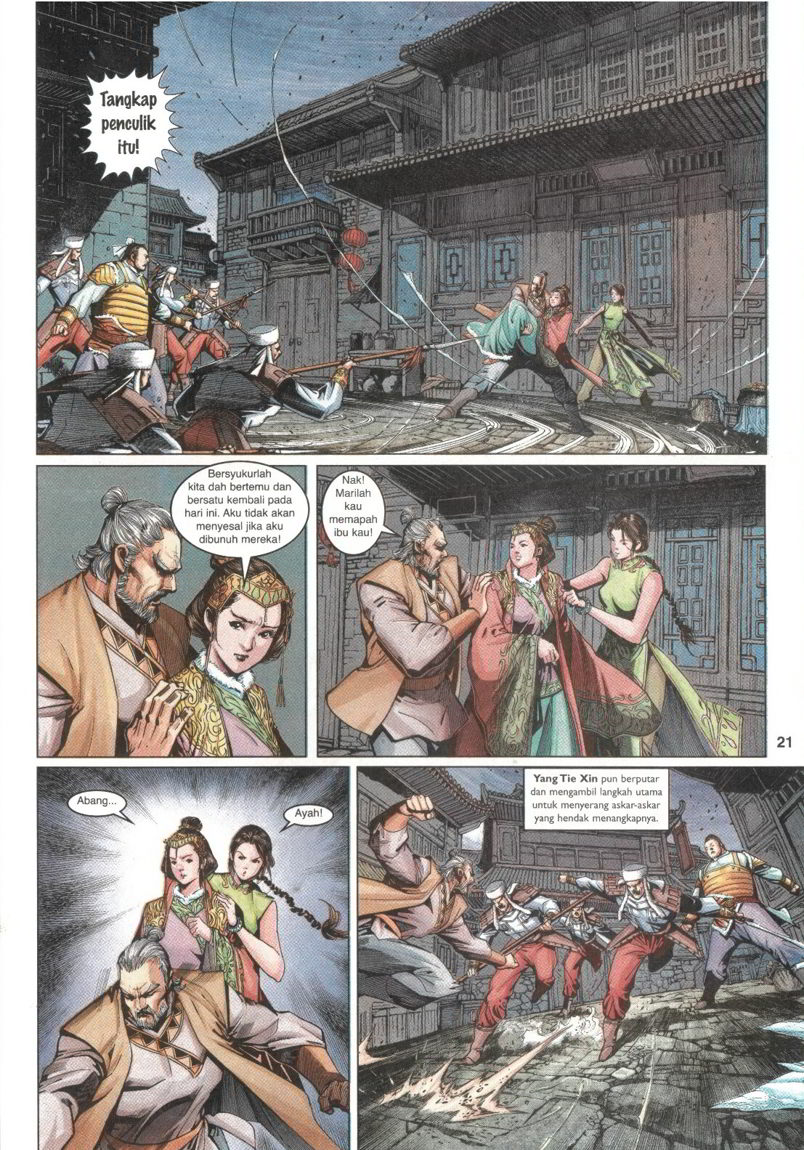 Tangkap
penculik
itu!
Bersyukurlah
kita dah bertemu dan
bersatu kembali pada
hari ini. Aku tidak akan
menyesal jika aku
dibunuh mereka!
Nak!
Marilah
kau
memapah
ibu kau!
21
Abang...
Ayah!
Yang Tie Xin pun berputar
dan mengambil langkah utama
untuk menyerang askar-askar
yang hendak menangkapnya.